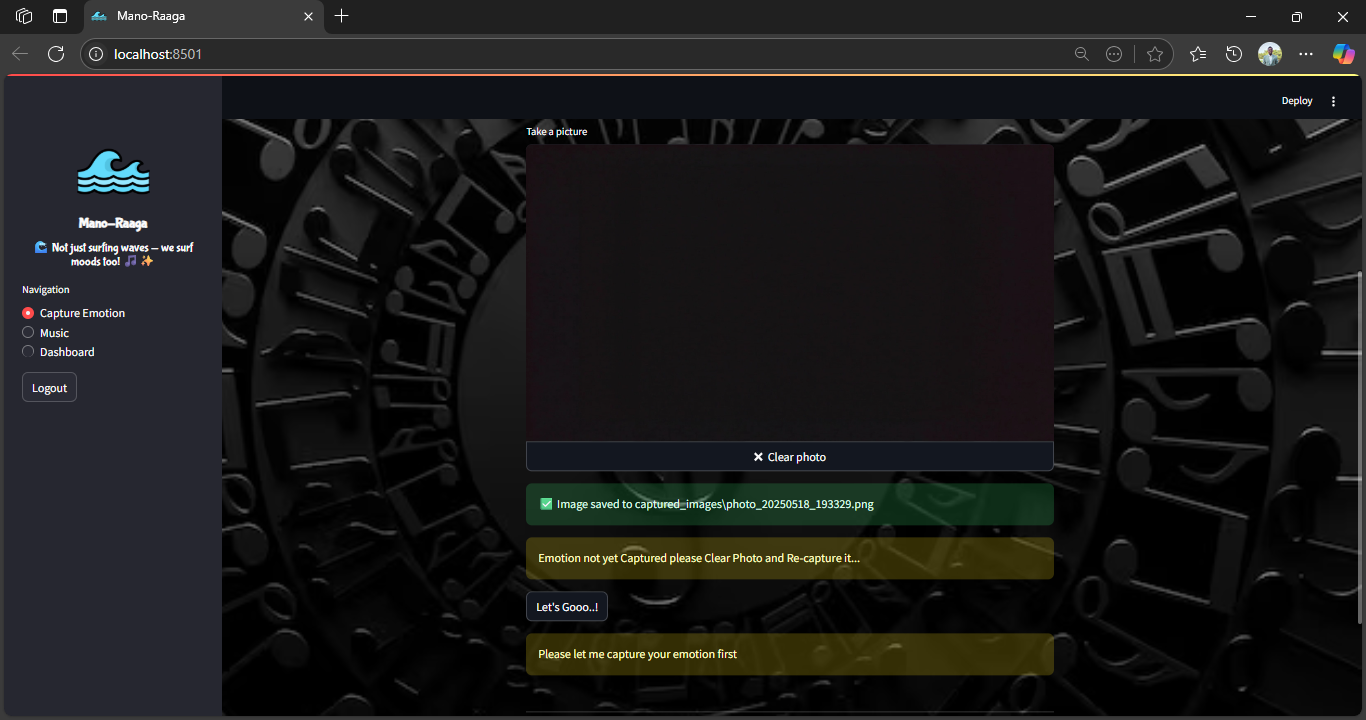 Mano-Raaga
localhost:8501
Deploy
Mano-Raaga
Not just surfing waves – we surf
moods too!
Navigation
Capture Emotion
Music
Dashboard
Logout
Take a picture
Clear photo
Image saved to captured_images\photo_20250518_193329.png
Emotion not yet Captured please Clear Photo and Re-capture it...
Let's Gooo..!
Please let me capture your emotion first